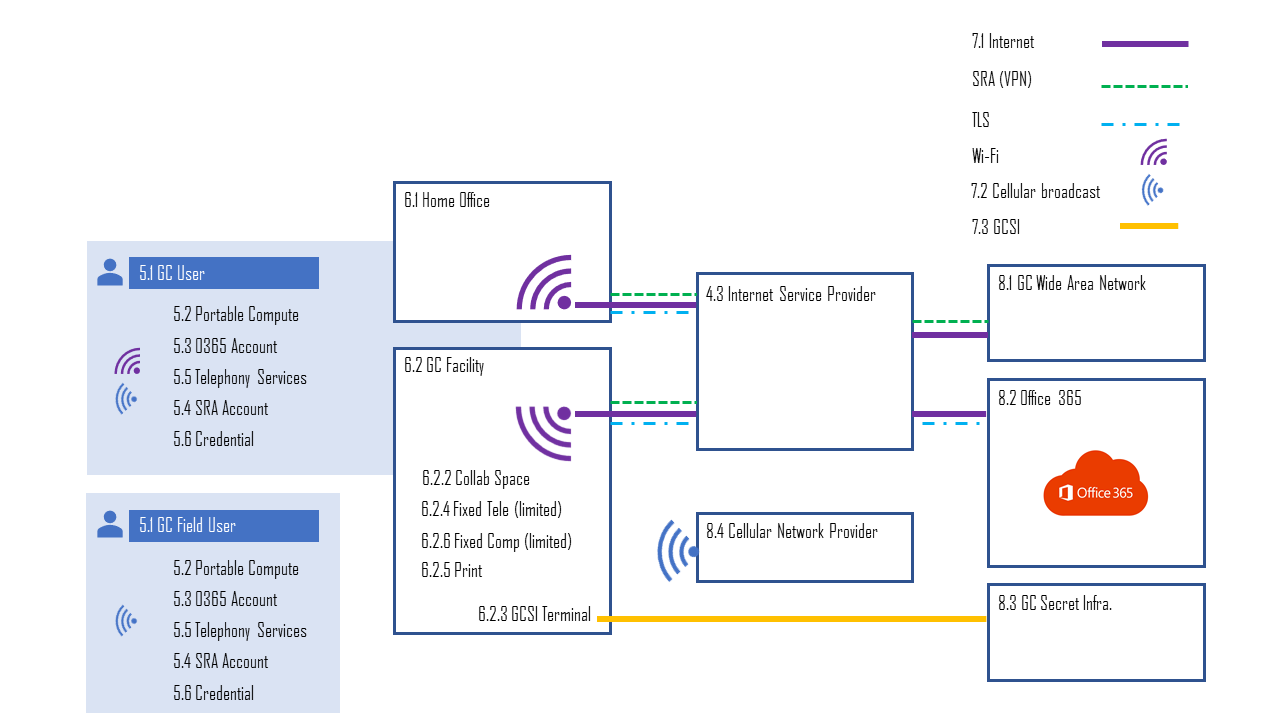 7.1 Internet
SRA (VPN)
TLS
Wi-Fi
7.2 Cellular broadcast
7.3 GCSI
6.1 Home Office
5.1 GC User
5.2 Portable Compute
5.3 O365 Account
5.5 Telephony Services
5.4 SRA Account
5.6 Credential
4.3 Internet Service Provider
8.1 GC Wide Area Network
6.2 GC Facility
6.2.2 Collab Space
6.2.4 Fixed Tele (limited)
6.2.6 Fixed Comp (limited)
6.2.5 Print
6.2.3 GCSI Terminal
8.2 Office 365
Office 365
8.4 Cellular Network Provider
8.3 GC Secret Infra.
5.1 GC Field User
5.2 Portable Compute
5.3 O365 Account
5.5 Telephony Services
5.4 SRA Account
5.6 Credential